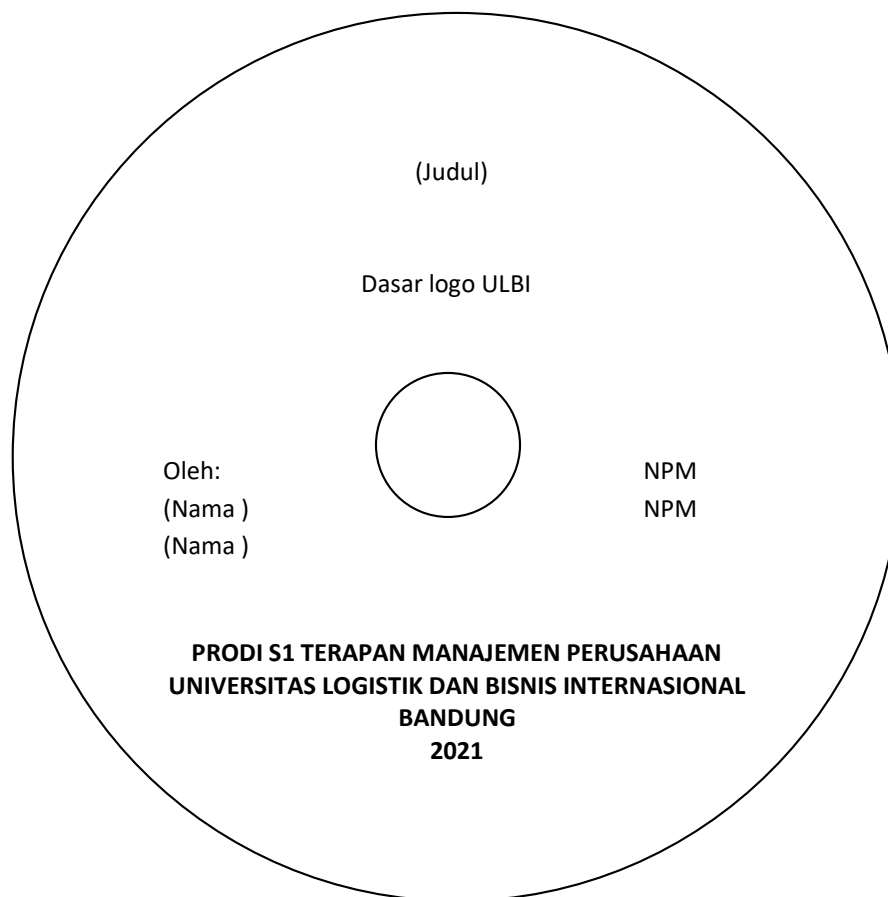 (Judul)
Dasar logo ULBI
Oleh: NPM
(Nama ) NPM
(Nama )
PRODI S1 TERAPAN MANAJEMEN PERUSAHAAN
UNIVERSITAS LOGISTIK DAN BISNIS INTERNASIONAL
BANDUNG
2021